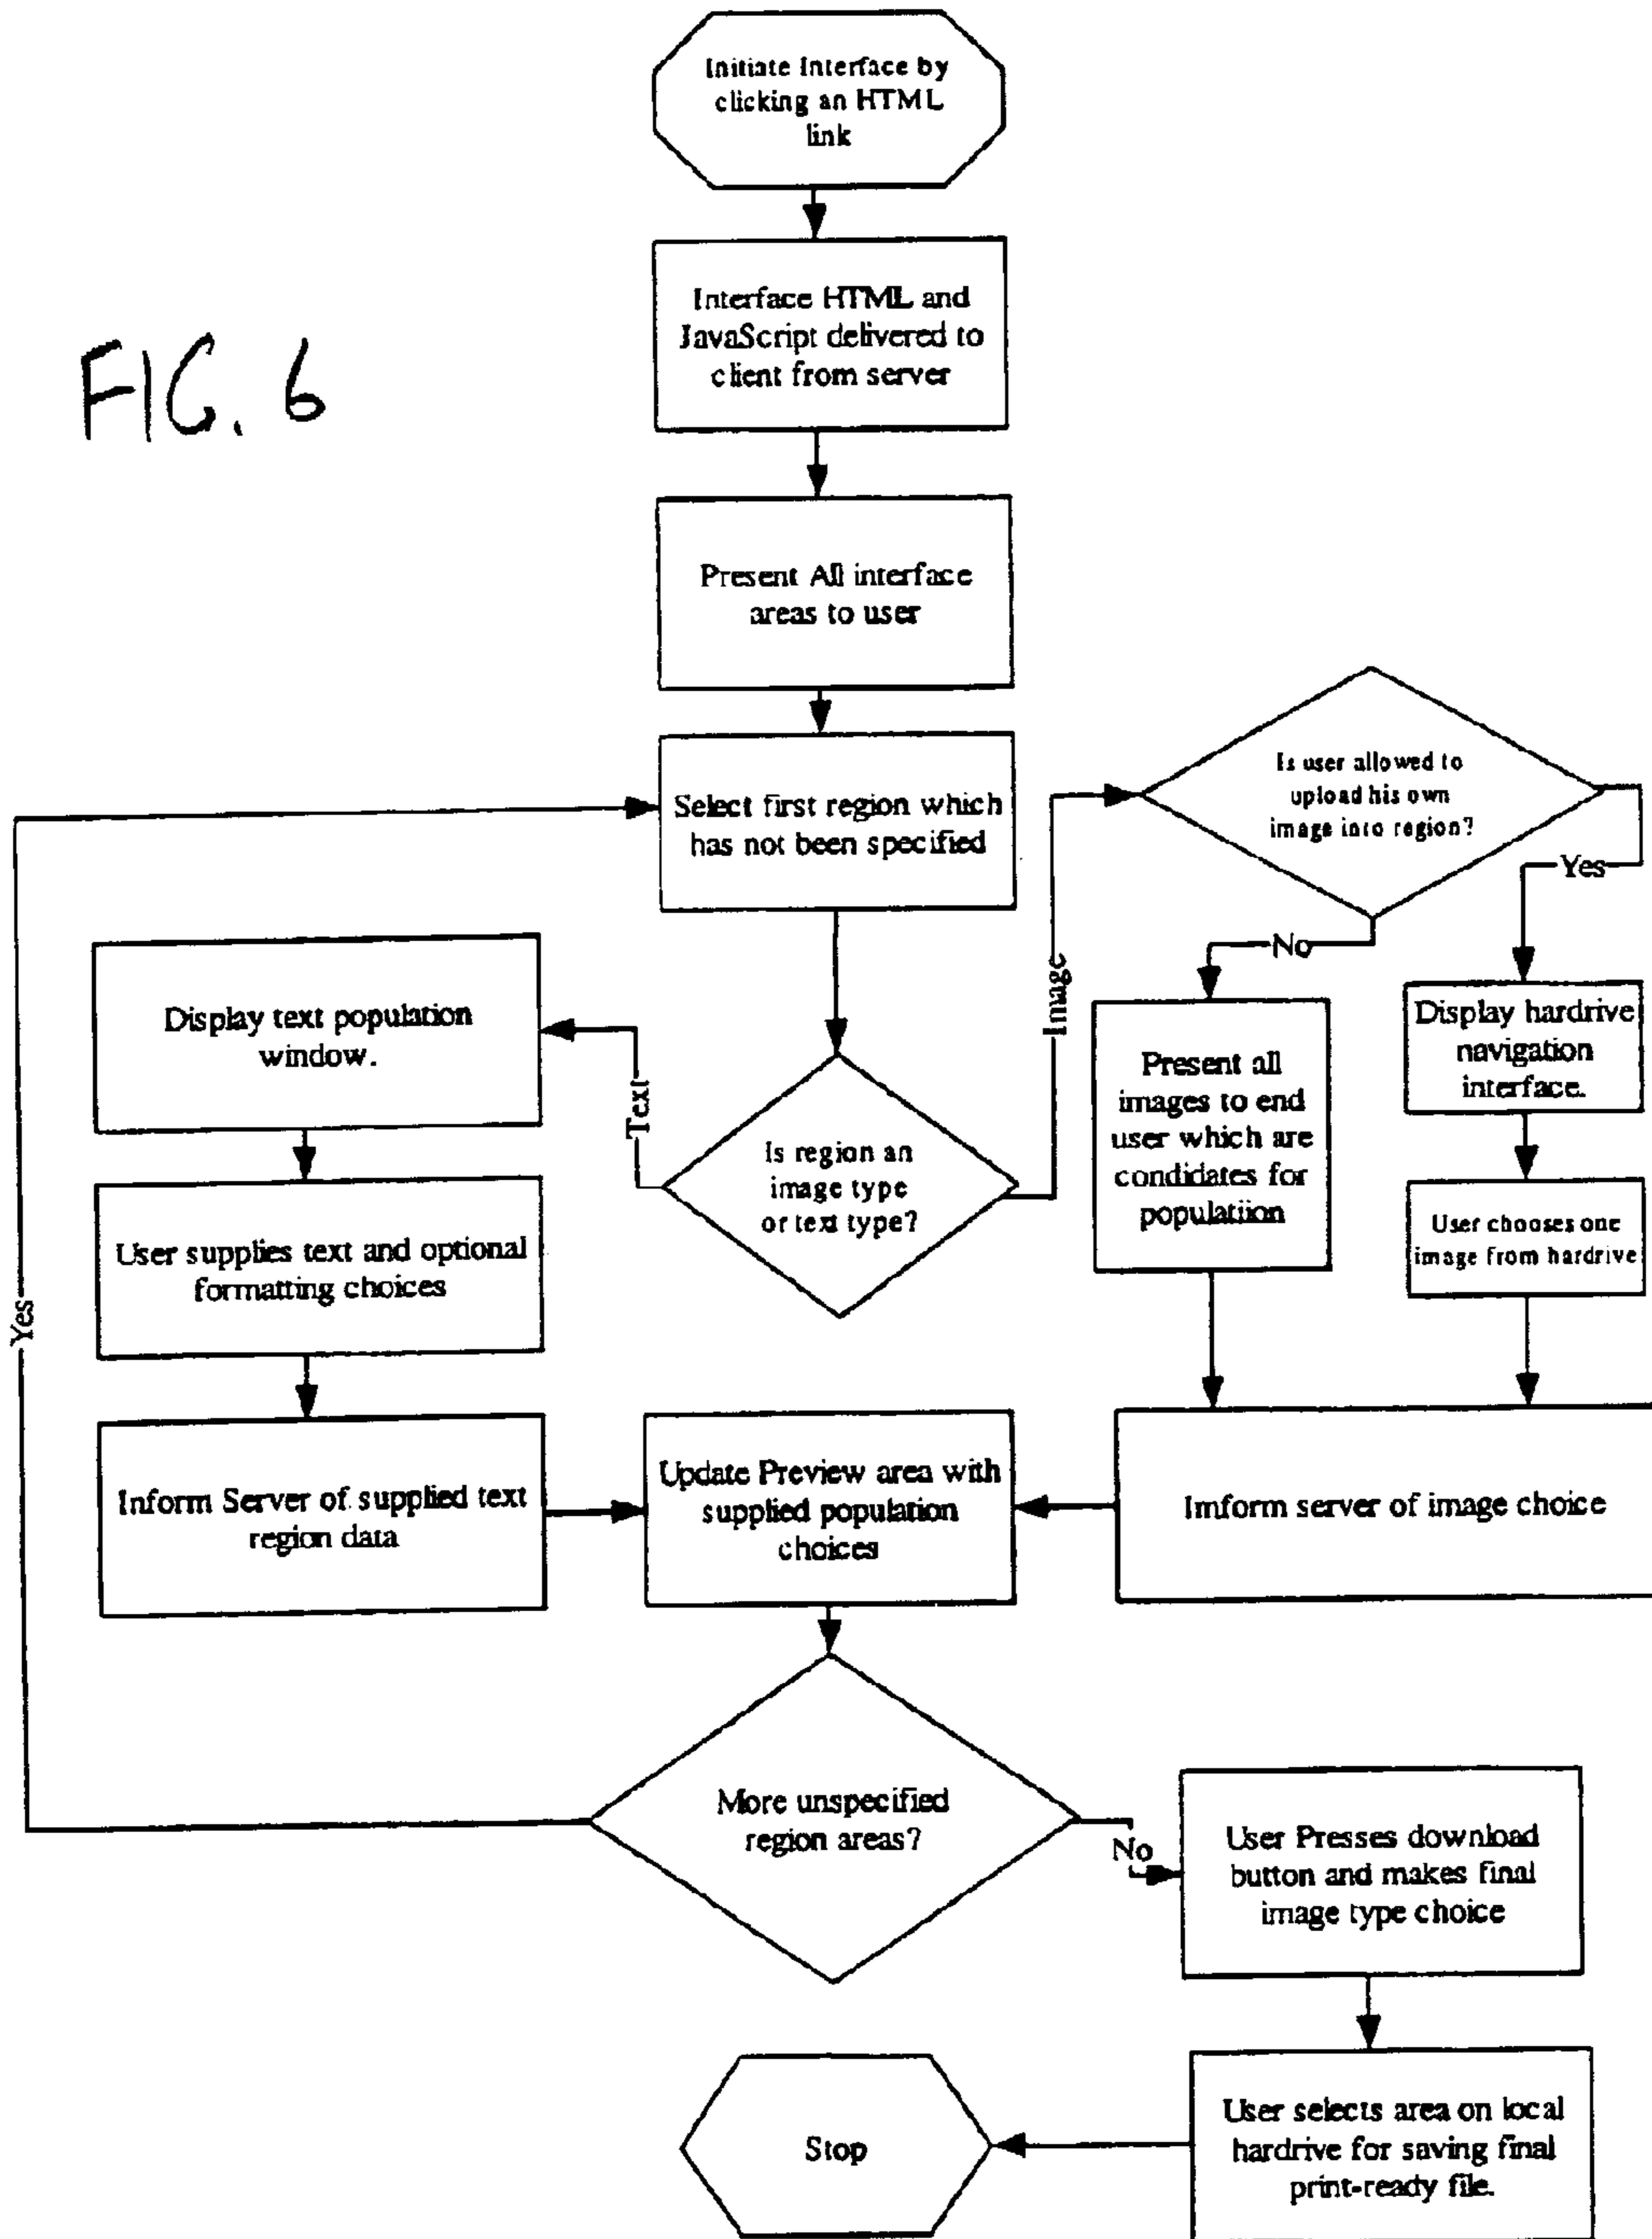 Initiate Interface by
clicking an HTML
link
Interface HTML and
JavaScript delivered to
client from server
FIG. 6
Present All interface
areas to user
Select first region which
has not been specified
Is user allowed to
upload his own
image into region?
Yes
No
Image
Display text population
window.
Text
Is region an
image type
or text type?
Present all
images to end
user which are
condidates for
populatiion
Display hardrive
navigation
interface.
User supplies text and optional
formatting choices
User chooses one
image from hardrive
Yes
Inform Server of supplied text
region data
Update Preview area with
supplied population
choices
Imform server of image choice
More unspecified
region areas?
No
User Presses download
button and makes final
image type choice
Stop
User selects area on local
hardrive for saving final
print-ready file.